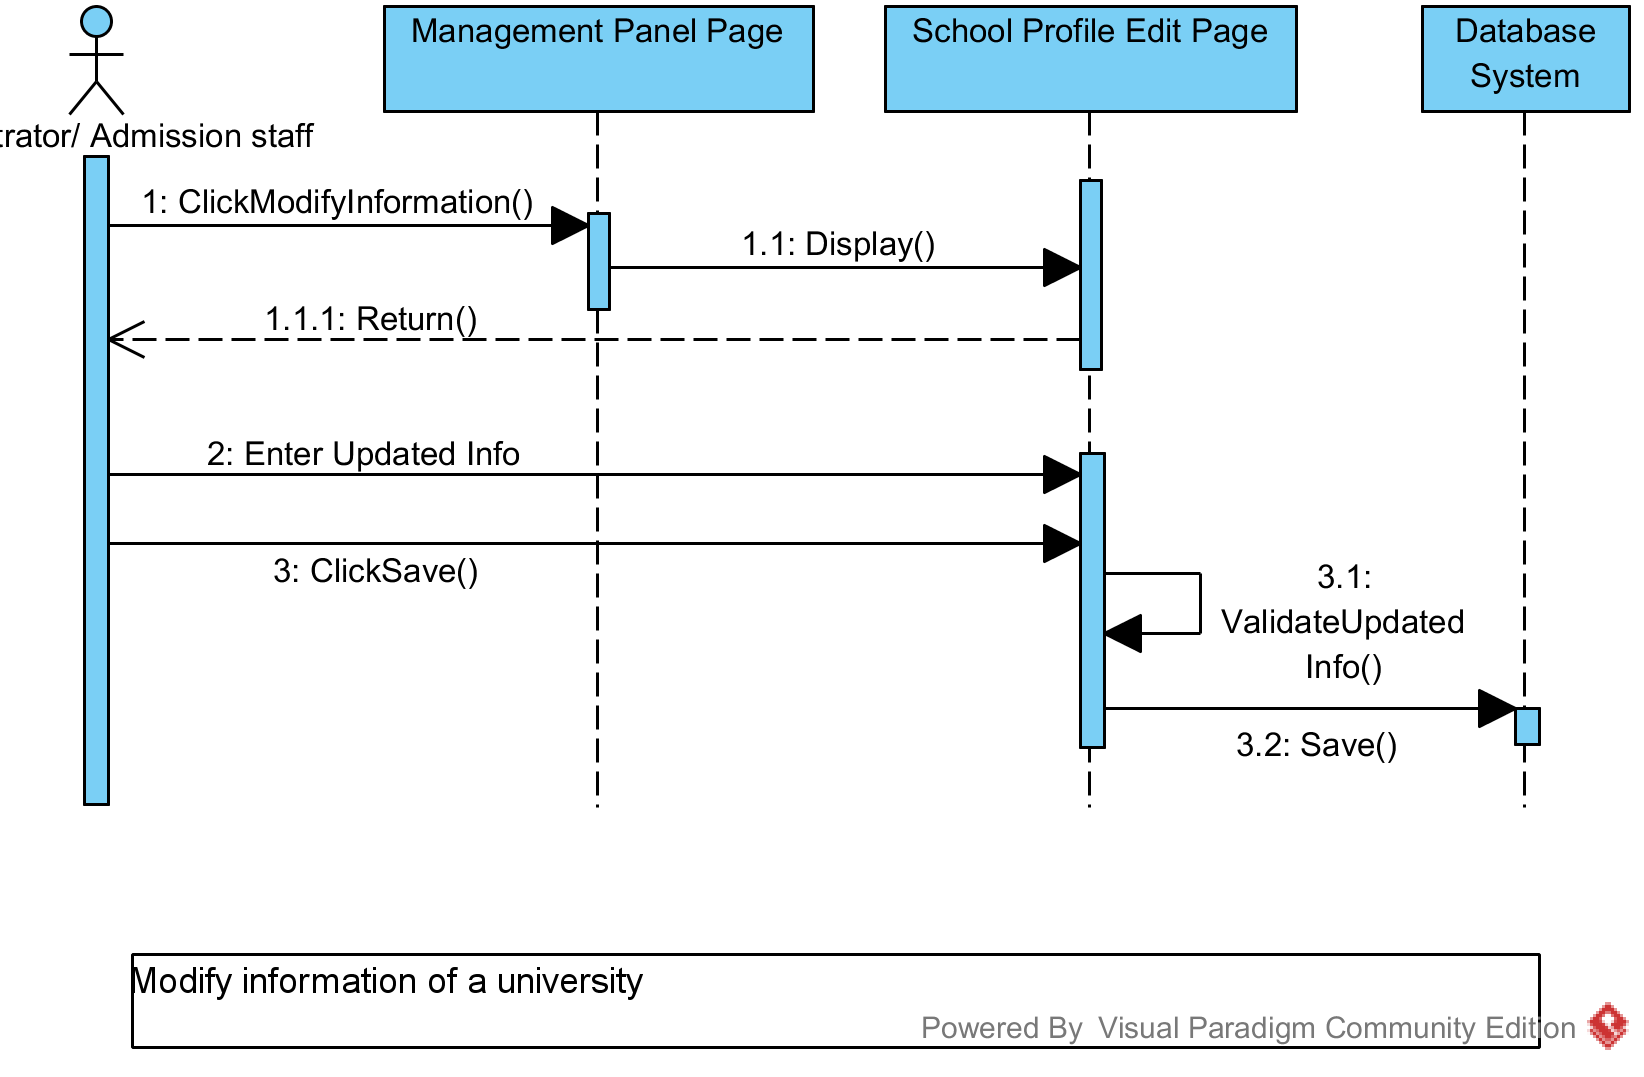 Management Panel Page
School Profile Edit Page
Database
System
trator/ Admission staff
1: ClickModifyInformation()
1.1: Display()
1.1.1: Return()
2: Enter Updated Info
3: ClickSave()
3.1:
ValidateUpdated
Info()
3.2: Save()
Modify information of a university
Powered By Visual Paradigm Community Edition